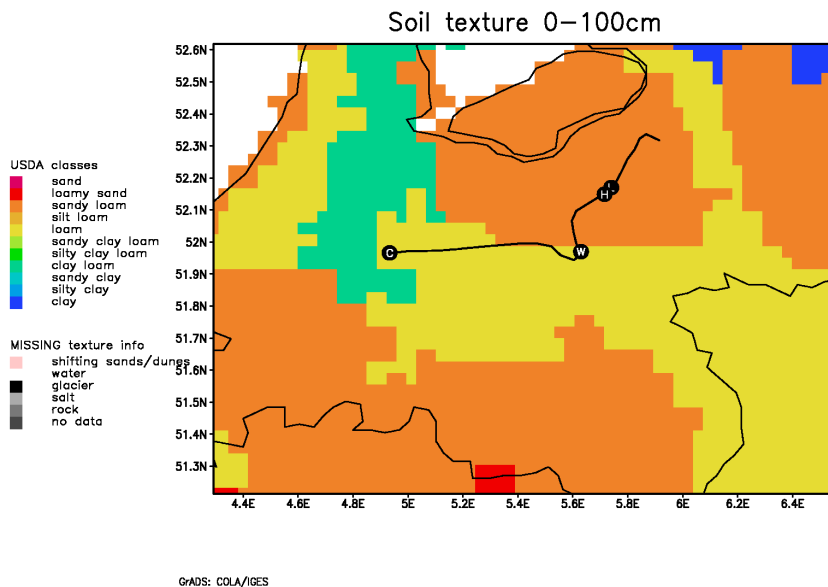 Soil texture 0-100cm
52.6N
52.5N
52.4N
52.3N
52.2N
52.1N
52N
51.9N
51.8N
51.7N
51.6N
51.5N
51.4N
51.3N
USDA classes
sand
loamy sand
sandy loam
silt loam
loam
sandy clay loam
silty clay loam
clay loam
sandy clay
silty clay
clay
MISSING texture info
shifting sands/dunes
water
glacier
salt
rock
no data
L
H
C
W
4.4E 4.6E 4.8E 5E 5.2E 5.4E 5.6E 5.8E 6E 6.2E 6.4E
GrADS: COLA/IGES